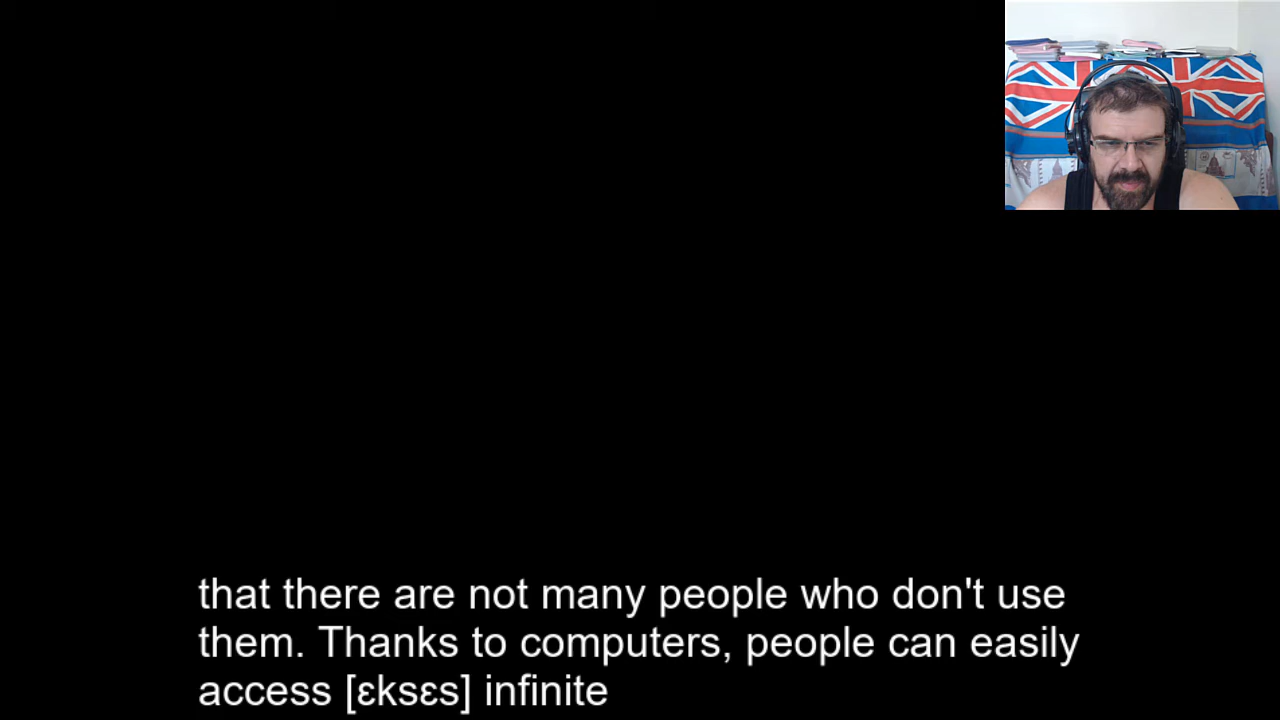 that there are not many people who don't use
them. Thanks to computers, people can easily
access [ɛksɛs] infinite